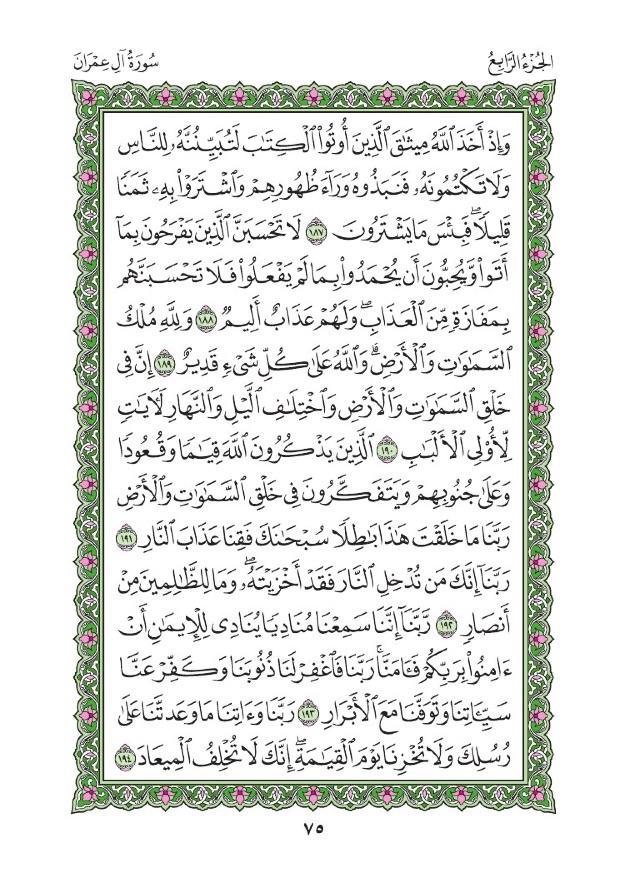 الجُزْءُ الرَّابِعُ
سُورَةُ آلِ عِمْرَانَ
وَإِذْ أَخَذَ ٱللَّهُ مِيثَٰقَ ٱلَّذِينَ أُوتُوا۟ ٱلْكِتَٰبَ لَتُبَيِّنُنَّهُۥ لِلنَّاسِ
وَلَا تَكْتُمُونَهُۥ فَنَبَذُوهُ وَرَآءَ ظُهُورِهِمْ وَٱشْتَرَوْا۟ بِهِۦ ثَمَنًا
قَلِيلًا ۖ فَبِئْسَ مَا يَشْتَرُونَ ١٨٧ لَا تَحْسَبَنَّ ٱلَّذِينَ يَفْرَحُونَ بِمَآ
أَتَوا۟ وَّيُحِبُّونَ أَن يُحْمَدُوا۟ بِمَا لَمْ يَفْعَلُوا۟ فَلَا تَحْسَبَنَّهُم
بِمَفَازَةٍ مِّنَ ٱلْعَذَابِ ۖ وَلَهُمْ عَذَابٌ أَلِيمٌ ١٨٨ وَلِلَّهِ مُلْكُ
ٱلسَّمَٰوَٰتِ وَٱلْأَرْضِ ۗ وَٱللَّهُ عَلَىٰ كُلِّ شَىْءٍ قَدِيرٌ ١٨٩ إِنَّ فِى
خَلْقِ ٱلسَّمَٰوَٰتِ وَٱلْأَرْضِ وَٱخْتِلَٰفِ ٱلَّيْلِ وَٱلنَّهَارِ لَءَايَٰتٍ
لِّأُو۟لِى ٱلْأَلْبَٰبِ ١٩٠ ٱلَّذِينَ يَذْكُرُونَ ٱللَّهَ قِيَٰمًا وَقُعُودًا
وَعَلَىٰ جُنُوبِهِمْ وَيَتَفَكَّرُونَ فِى خَلْقِ ٱلسَّمَٰوَٰتِ وَٱلْأَرْضِ
رَبَّنَا مَا خَلَقْتَ هَٰذَا بَٰطِلًا سُبْحَٰنَكَ فَقِنَا عَذَابَ ٱلنَّارِ ١٩١
رَبَّنَآ إِنَّكَ مَن تُدْخِلِ ٱلنَّارَ فَقَدْ أَخْزَيْتَهُۥ ۖ وَمَا لِلظَّٰلِمِينَ مِنْ
أَنصَارٍ ١٩٢ رَّبَّنَآ إِنَّنَا سَمِعْنَا مُنَادِيًا يُنَادِى لِلْإِيمَٰنِ أَنْ
ءَامِنُوا۟ بِرَبِّكُمْ فَـَٔامَنَّا ۚ رَبَّنَا فَٱغْفِرْ لَنَا ذُنُوبَنَا وَكَفِّرْ عَنَّا
سَيِّـَٔاتِنَا وَتَوَفَّنَا مَعَ ٱلْأَبْرَارِ ١٩٣ رَبَّنَا وَءَاتِنَا مَا وَعَدتَّنَا عَلَىٰ
رُسُلِكَ وَلَا تُخْزِنَا يَوْمَ ٱلْقِيَٰمَةِ ۗ إِنَّكَ لَا تُخْلِفُ ٱلْمِيعَادَ ١٩٤
٧٥